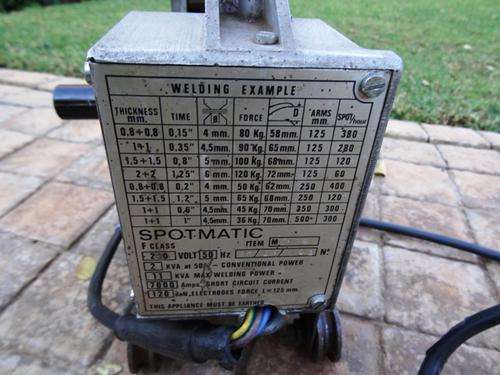 WELDING EXAMPLE
THICKNESS mm. TIME Ø FORCE D ARMS mm. SPOT/hour
0.8+0.8 0,15" 4 mm. 80 Kg. 58mm. 125 380
1+1 0.35" 4,5mm. 90 Kg. 65mm. 125 280
1,5+1,5 0,8" 5 mm. 100 Kg. 68mm. 125 120
2+2 1,25" 6 mm. 120 Kg. 72mm. 125 60
0.8+0,8 0.2" 4 mm. 50 Kg. 62mm. 250 400
1,5+1,5 1,2" 5 mm. 65 Kg. 68mm. 250 120
1+1 0,6" 4,5mm. 45 Kg. 70mm. 350 300
1+1 1" 4,5mm. 36 Kg. 70mm. 500 300
SPOTMATIC
F CLASS ITEM M
VOLT 50 Hz N°
2 KVA at 50% CONVENTIONAL POWER
11 KVA MAX WELDING POWER
Amps. SHORT CIRCUIT CURRENT
120 daN. ELECTRODES FORCE L = 125 mm.
THIS APPLIANCE MUST BE EARTHED